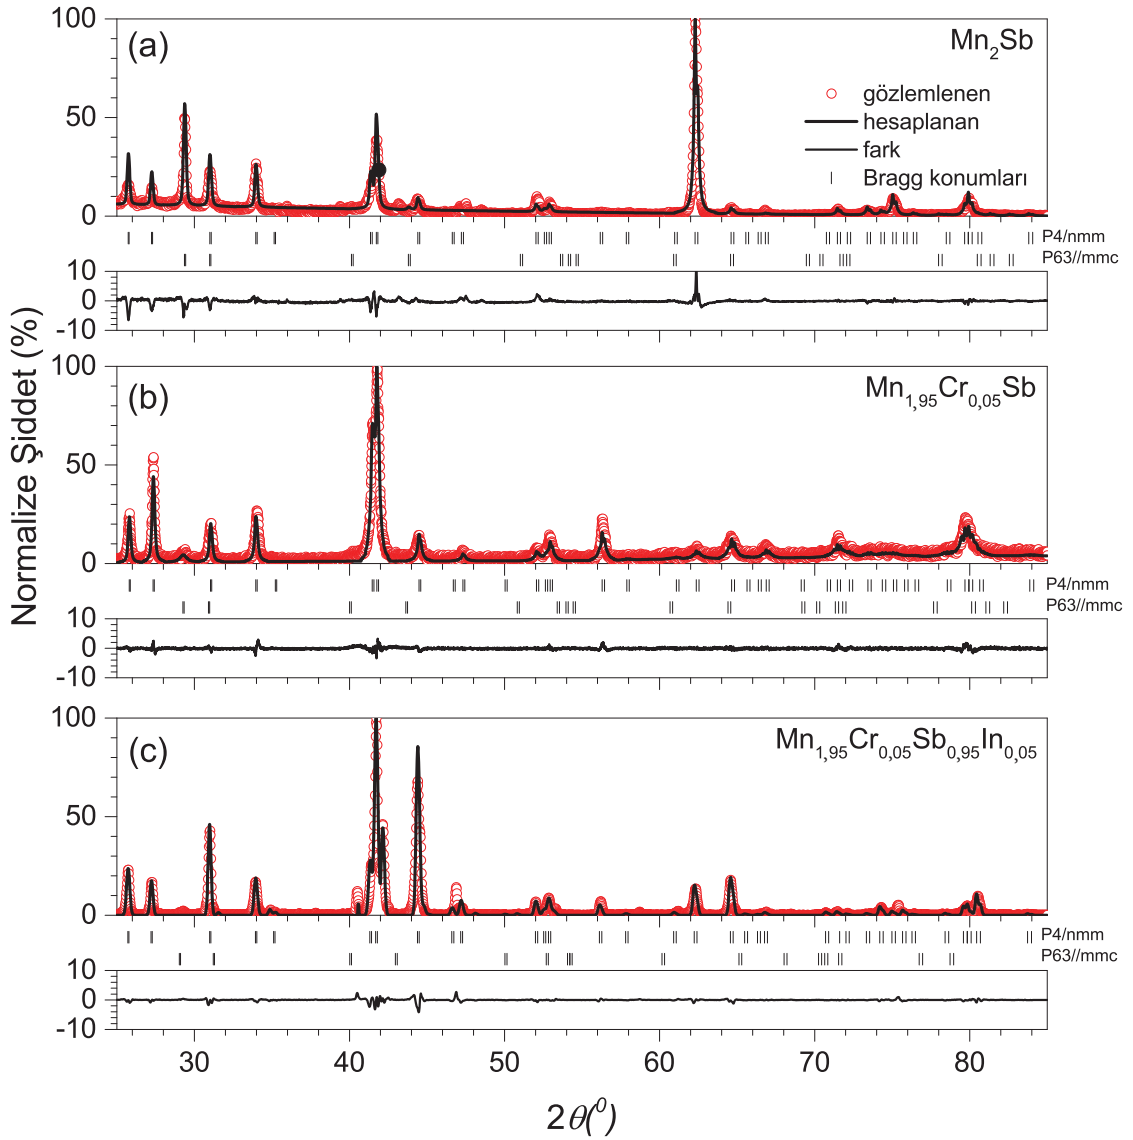 Normalize Şiddet (%)
100
50
0
(a)
Mn2Sb
gözlemlenen
hesaplanan
fark
Bragg konumları
P4/nmm
P63//mmc
10
0
-10
100
50
0
(b)
Mn1,95Cr0,05Sb
P4/nmm
P63//mmc
10
0
-10
100
50
0
(c)
Mn1,95Cr0,05Sb0,95In0,05
P4/nmm
P63//mmc
10
0
-10
30 40 50 60 70 80
2θ(0)